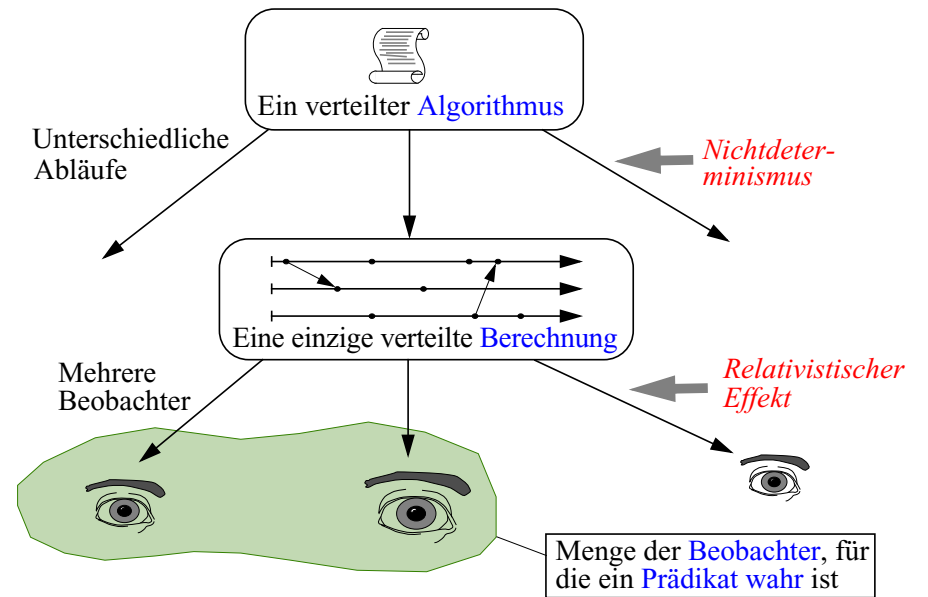 Ein verteilter Algorithmus
Unterschiedliche
Abläufe
Nichtdeter-
minismus
Eine einzige verteilte Berechnung
Mehrere
Beobachter
Relativistischer
Effekt
Menge der Beobachter, für
die ein Prädikat wahr ist